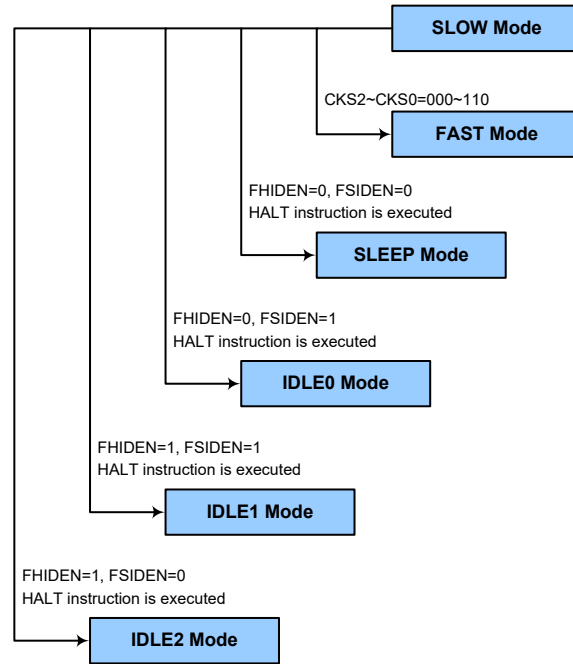 SLOW Mode
CKS2~CKS0=000~110
FAST Mode
FHIDEN=0, FSIDEN=0
HALT instruction is executed
SLEEP Mode
FHIDEN=0, FSIDEN=1
HALT instruction is executed
IDLE0 Mode
FHIDEN=1, FSIDEN=1
HALT instruction is executed
IDLE1 Mode
FHIDEN=1, FSIDEN=0
HALT instruction is executed
IDLE2 Mode